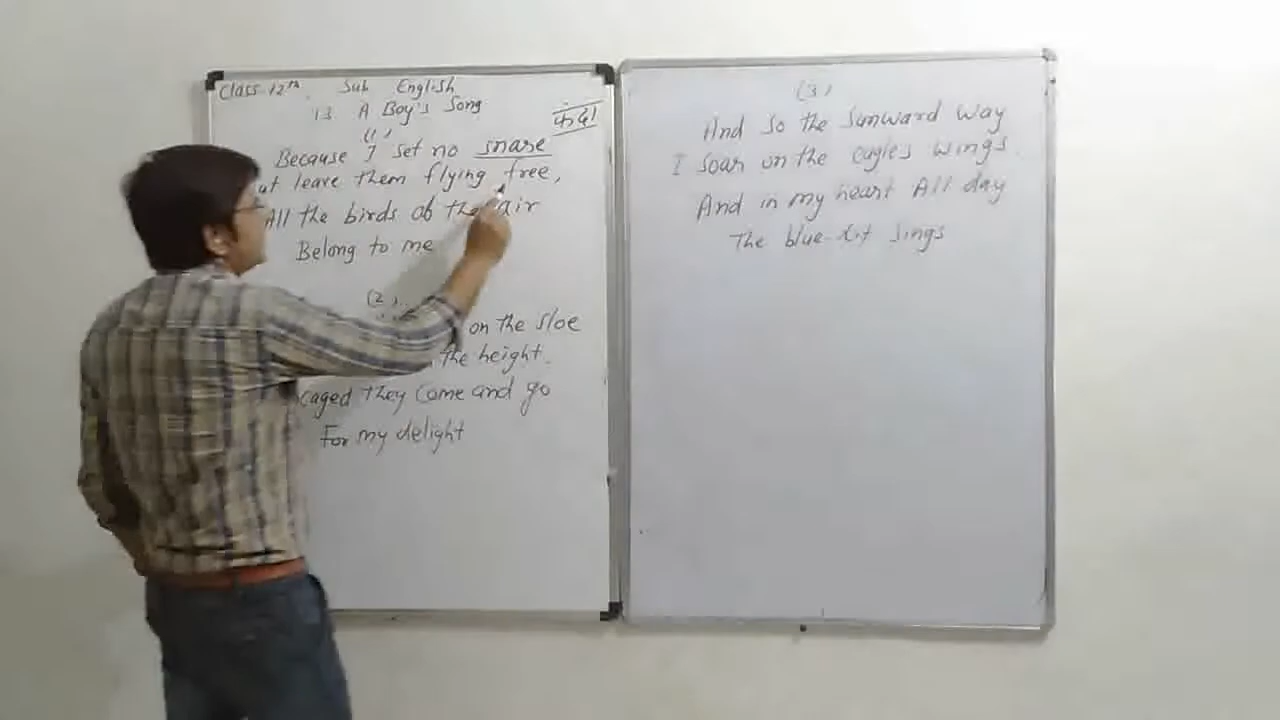 Class-12th Sub English
13. A Boy's Song
(1)
फन्दा
Because I set no snare
ut leave them flying free,
All the birds of the air
Belong to me
(2)
on the sloe
the height.
caged they come and go
For my delight
(3)
And so the sunward way
I soar on the eagles wings.
And in my heart All day
The blue-tit sings